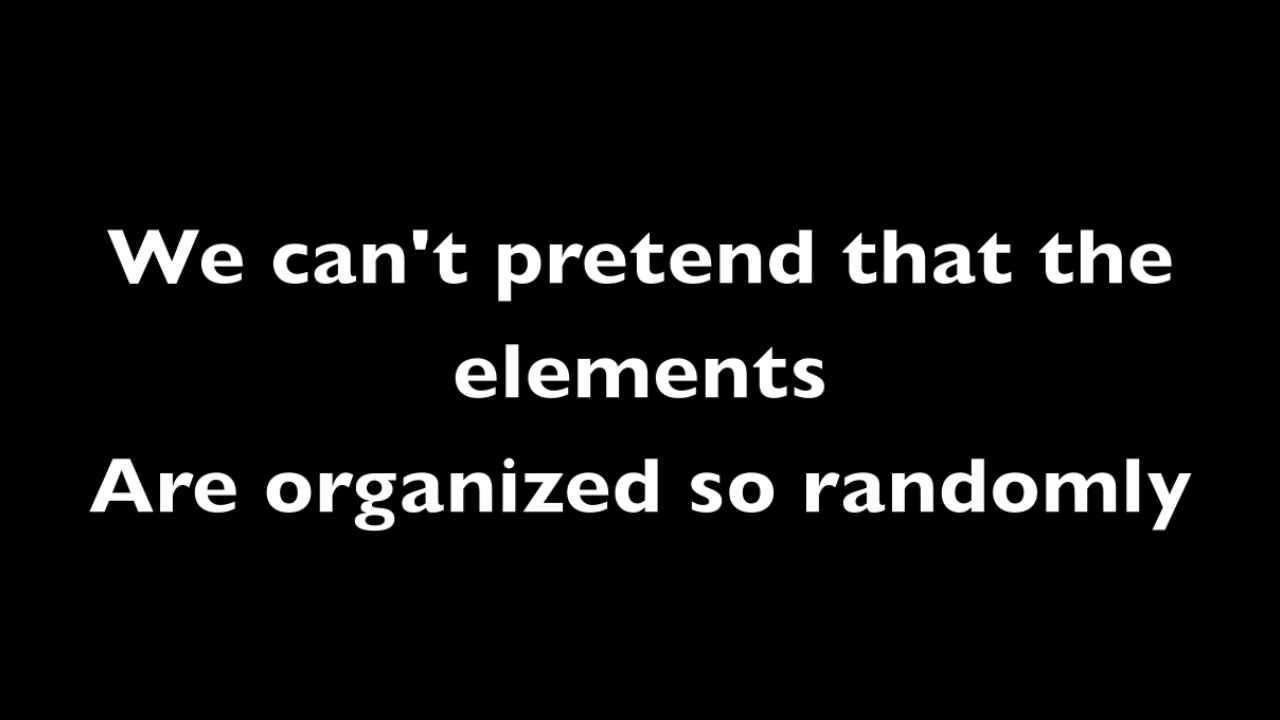 We can't pretend that the
elements
Are organized so randomly